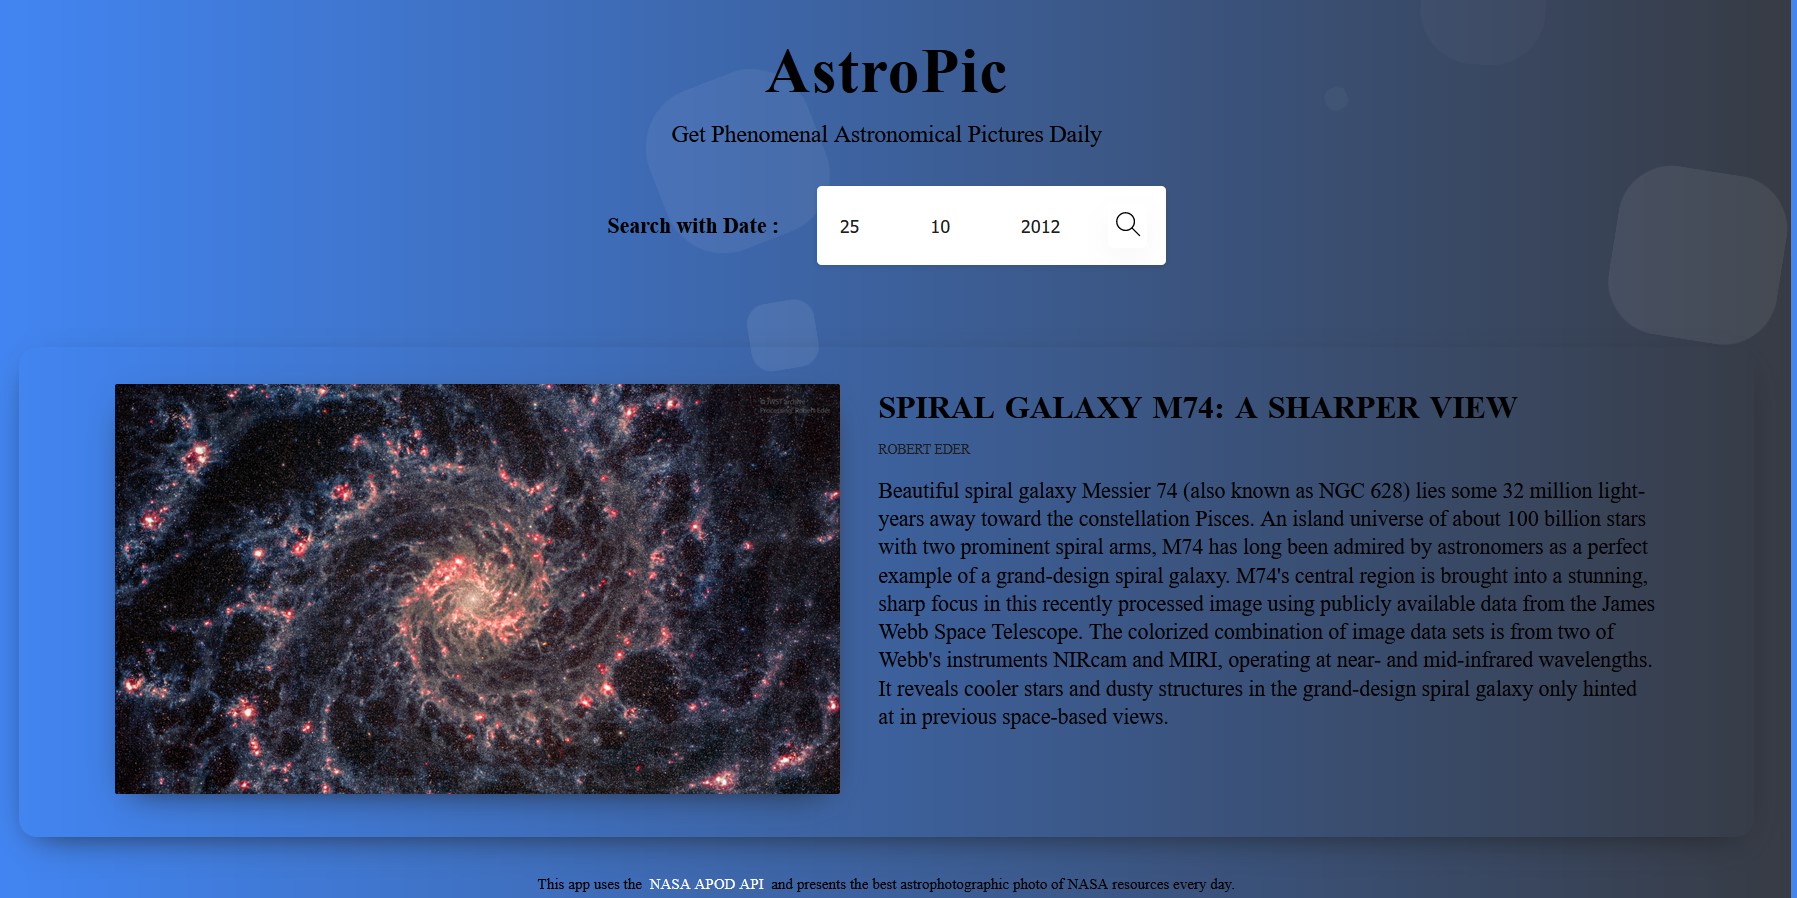 AstroPic
Get Phenomenal Astronomical Pictures Daily
Search with Date :
25 10 2012
SPIRAL GALAXY M74: A SHARPER VIEW
ROBERT EDER
Beautiful spiral galaxy Messier 74 (also known as NGC 628) lies some 32 million light-
years away toward the constellation Pisces. An island universe of about 100 billion stars
with two prominent spiral arms, M74 has long been admired by astronomers as a perfect
example of a grand-design spiral galaxy. M74's central region is brought into a stunning,
sharp focus in this recently processed image using publicly available data from the James
Webb Space Telescope. The colorized combination of image data sets is from two of
Webb's instruments NIRcam and MIRI, operating at near- and mid-infrared wavelengths.
It reveals cooler stars and dusty structures in the grand-design spiral galaxy only hinted
at in previous space-based views.
This app uses the NASA APOD API and presents the best astrophotographic photo of NASA resources every day.